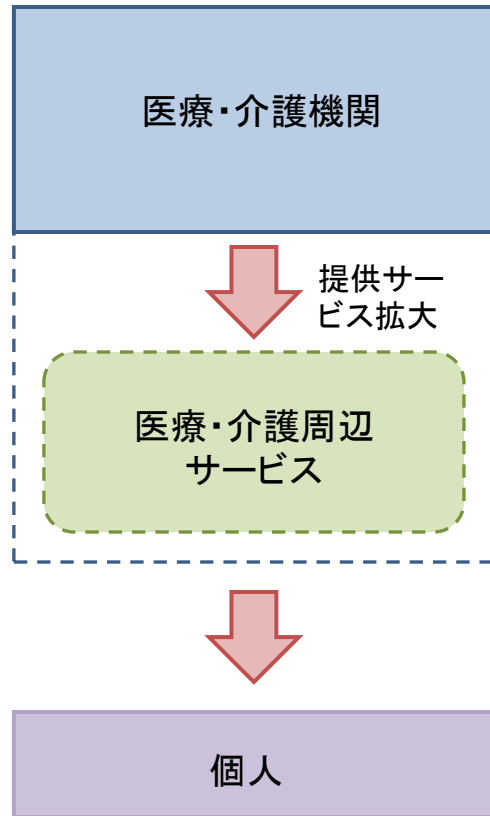 医療・介護機関
提供サー
ビス拡大
医療・介護周辺
サービス
個人